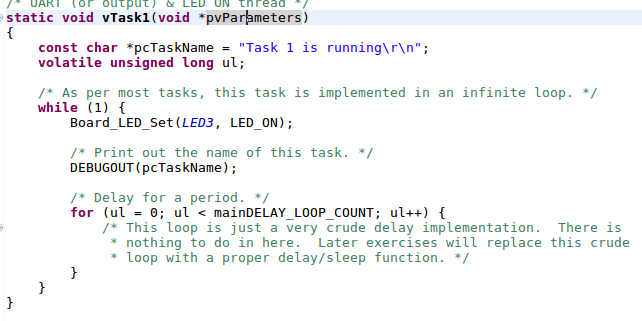 /* UART (or output) & LED ON thread */
static void vTask1(void *pvParameters)
{
    const char *pcTaskName = "Task 1 is running\r\n";
    volatile unsigned long ul;

    /* As per most tasks, this task is implemented in an infinite loop. */
    while (1) {
        Board_LED_Set(LED3, LED_ON);

        /* Print out the name of this task. */
        DEBUGOUT(pcTaskName);

        /* Delay for a period. */
        for (ul = 0; ul < mainDELAY_LOOP_COUNT; ul++) {
            /* This loop is just a very crude delay implementation.  There is
             * nothing to do in here.  Later exercises will replace this crude
             * loop with a proper delay/sleep function. */
        }
    }
}